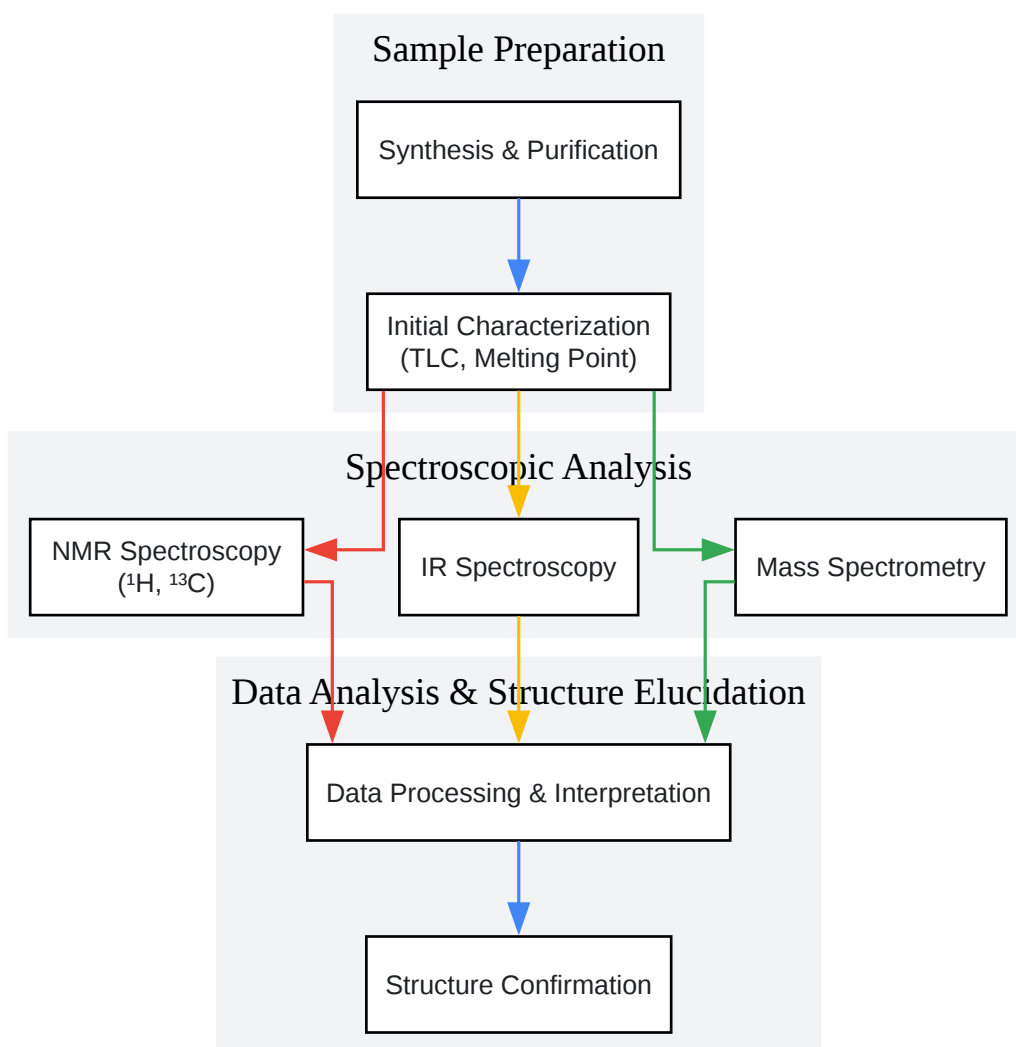 Sample Preparation
Synthesis & Purification
Initial Characterization
(TLC, Melting Point)
Spectroscopic Analysis
NMR Spectroscopy
(¹H, ¹³C)
IR Spectroscopy
Mass Spectrometry
Data Analysis & Structure Elucidation
Data Processing & Interpretation
Structure Confirmation